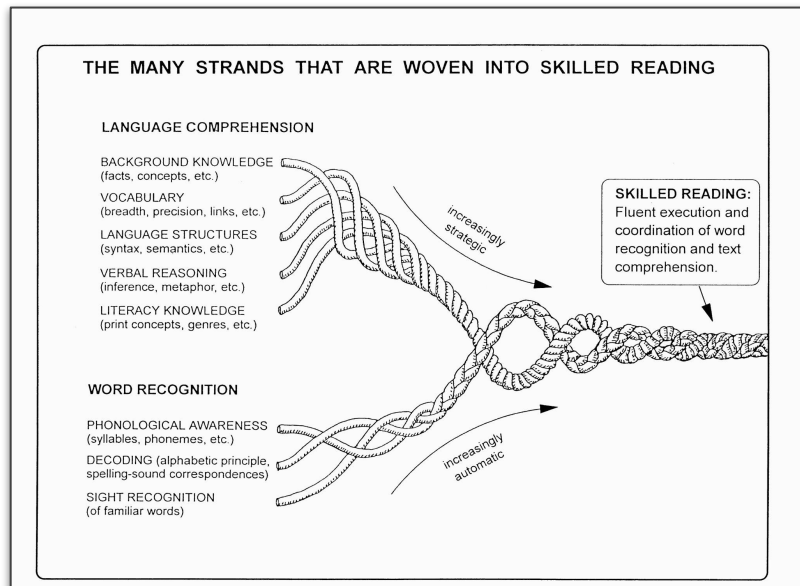 THE MANY STRANDS THAT ARE WOVEN INTO SKILLED READING
LANGUAGE COMPREHENSION
BACKGROUND KNOWLEDGE
(facts, concepts, etc.)
VOCABULARY
(breadth, precision, links, etc.)
LANGUAGE STRUCTURES
(syntax, semantics, etc.)
VERBAL REASONING
(inference, metaphor, etc.)
LITERACY KNOWLEDGE
(print concepts, genres, etc.)
increasingly
strategic
SKILLED READING:
Fluent execution and
coordination of word
recognition and text
comprehension.
WORD RECOGNITION
PHONOLOGICAL AWARENESS
(syllables, phonemes, etc.)
DECODING (alphabetic principle,
spelling-sound correspondences)
SIGHT RECOGNITION
(of familiar words)
increasingly
automatic